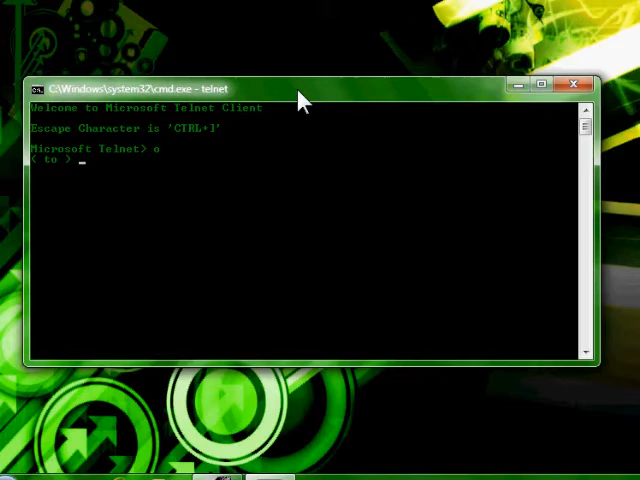 C:\Windows\system32\cmd.exe - telnet
Welcome to Microsoft Telnet Client
Escape Character is 'CTRL+]'
Microsoft Telnet> o
( to )